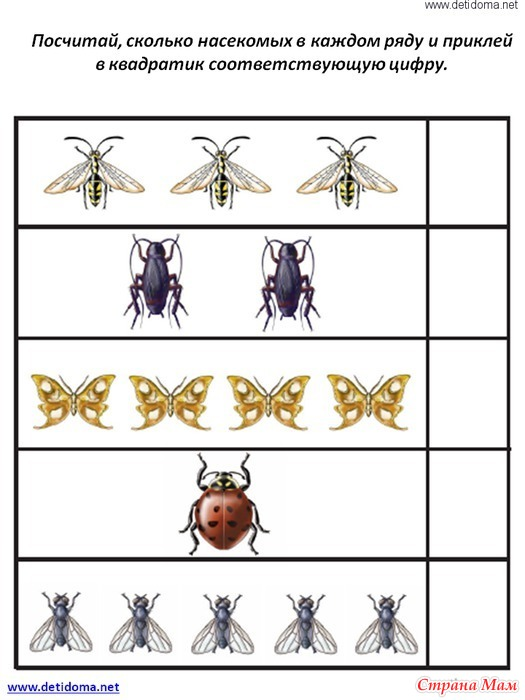 www.detidoma.net
Посчитай, сколько насекомых в каждом ряду и приклей
в квадратик соответствующую цифру.
www.detidoma.net
Страна Мам